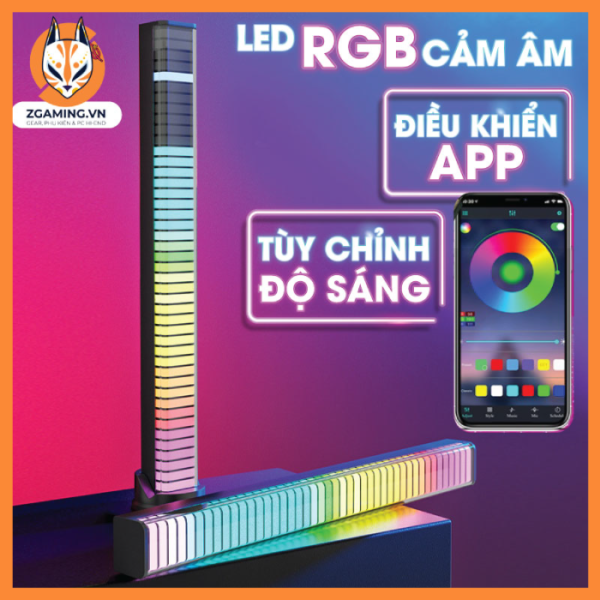 LED RGB CẢM ÂM
ZGAMING.VN
ĐIỀU KHIỂN
APP
TÙY CHỈNH
ĐỘ SÁNG